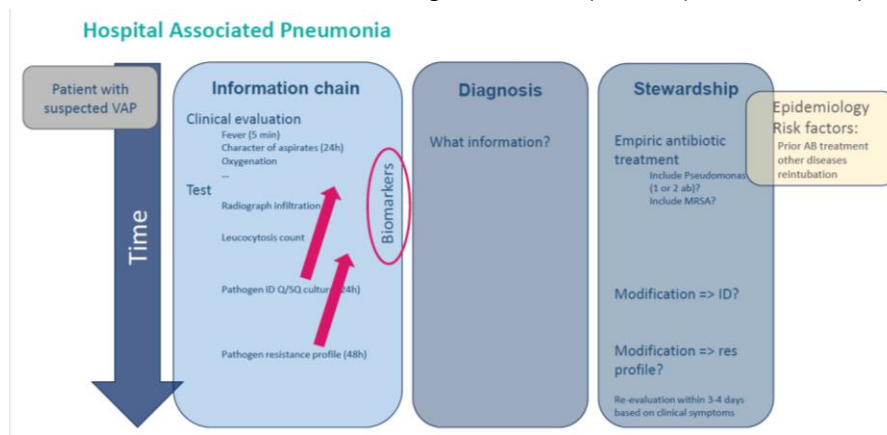 Hospital Associated Pneumonia
Patient with
suspected VAP
Time
Information chain
Clinical evaluation
Fever (5 min)
Character of aspirates (24h)
Oxygenation
...
Test
Radiograph infiltration
Leucocytosis count
Pathogen ID Q/SQ culture (24h)
Pathogen resistance profile (48h)
Biomarkers
Diagnosis
What information?
Stewardship
Empiric antibiotic
treatment
Include Pseudomonas
(1 or 2 ab)?
Include MRSA?
Modification => ID?
Modification => res
profile?
Re-evaluation within 3-4 days
based on clinical symptoms
Epidemiology
Risk factors:
Prior AB treatment
other diseases
reintubation